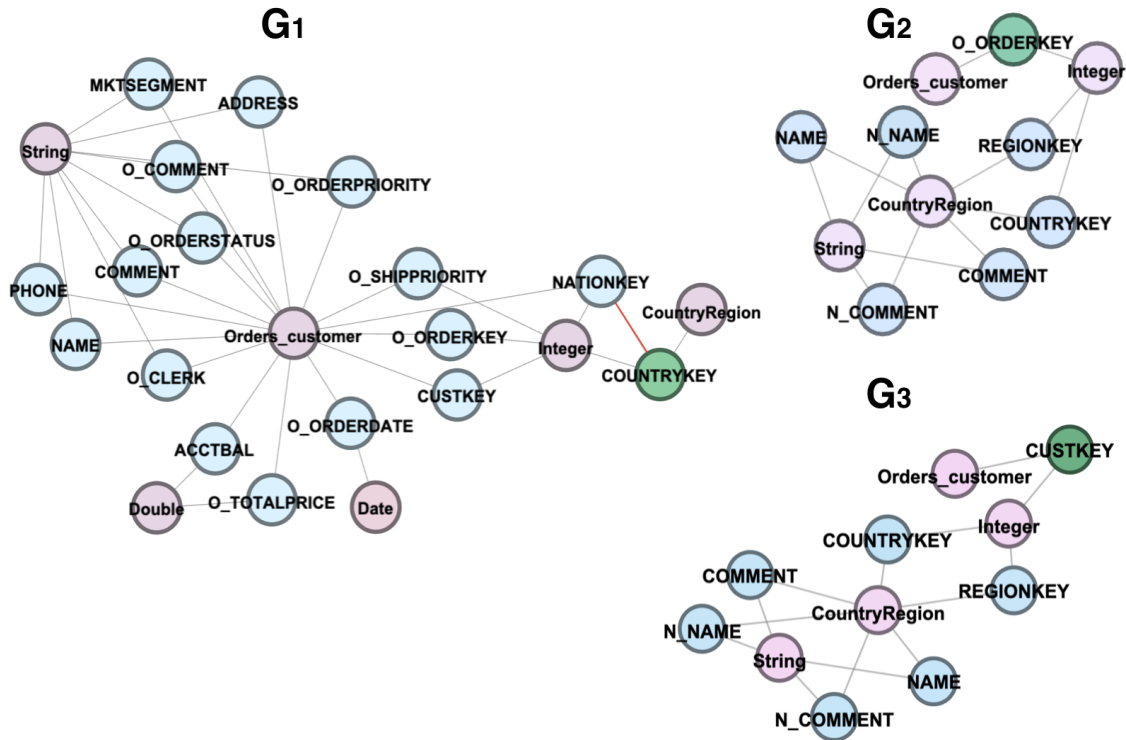 G1
MKTSEGMENT
ADDRESS
String
O_COMMENT
O_ORDERPRIORITY
O_ORDERSTATUS
COMMENT
O_SHIPPRIORITY
NATIONKEY
PHONE
CountryRegion
Orders_customer
O_ORDERKEY
NAME
Integer
O_CLERK
COUNTRYKEY
CUSTKEY
O_ORDERDATE
ACCTBAL
Double
O_TOTALPRICE
Date
G2
O_ORDERKEY
Integer
Orders_customer
NAME
N_NAME
REGIONKEY
CountryRegion
COUNTRYKEY
String
COMMENT
N_COMMENT
G3
CUSTKEY
Orders_customer
Integer
COUNTRYKEY
COMMENT
REGIONKEY
CountryRegion
N_NAME
String
NAME
N_COMMENT